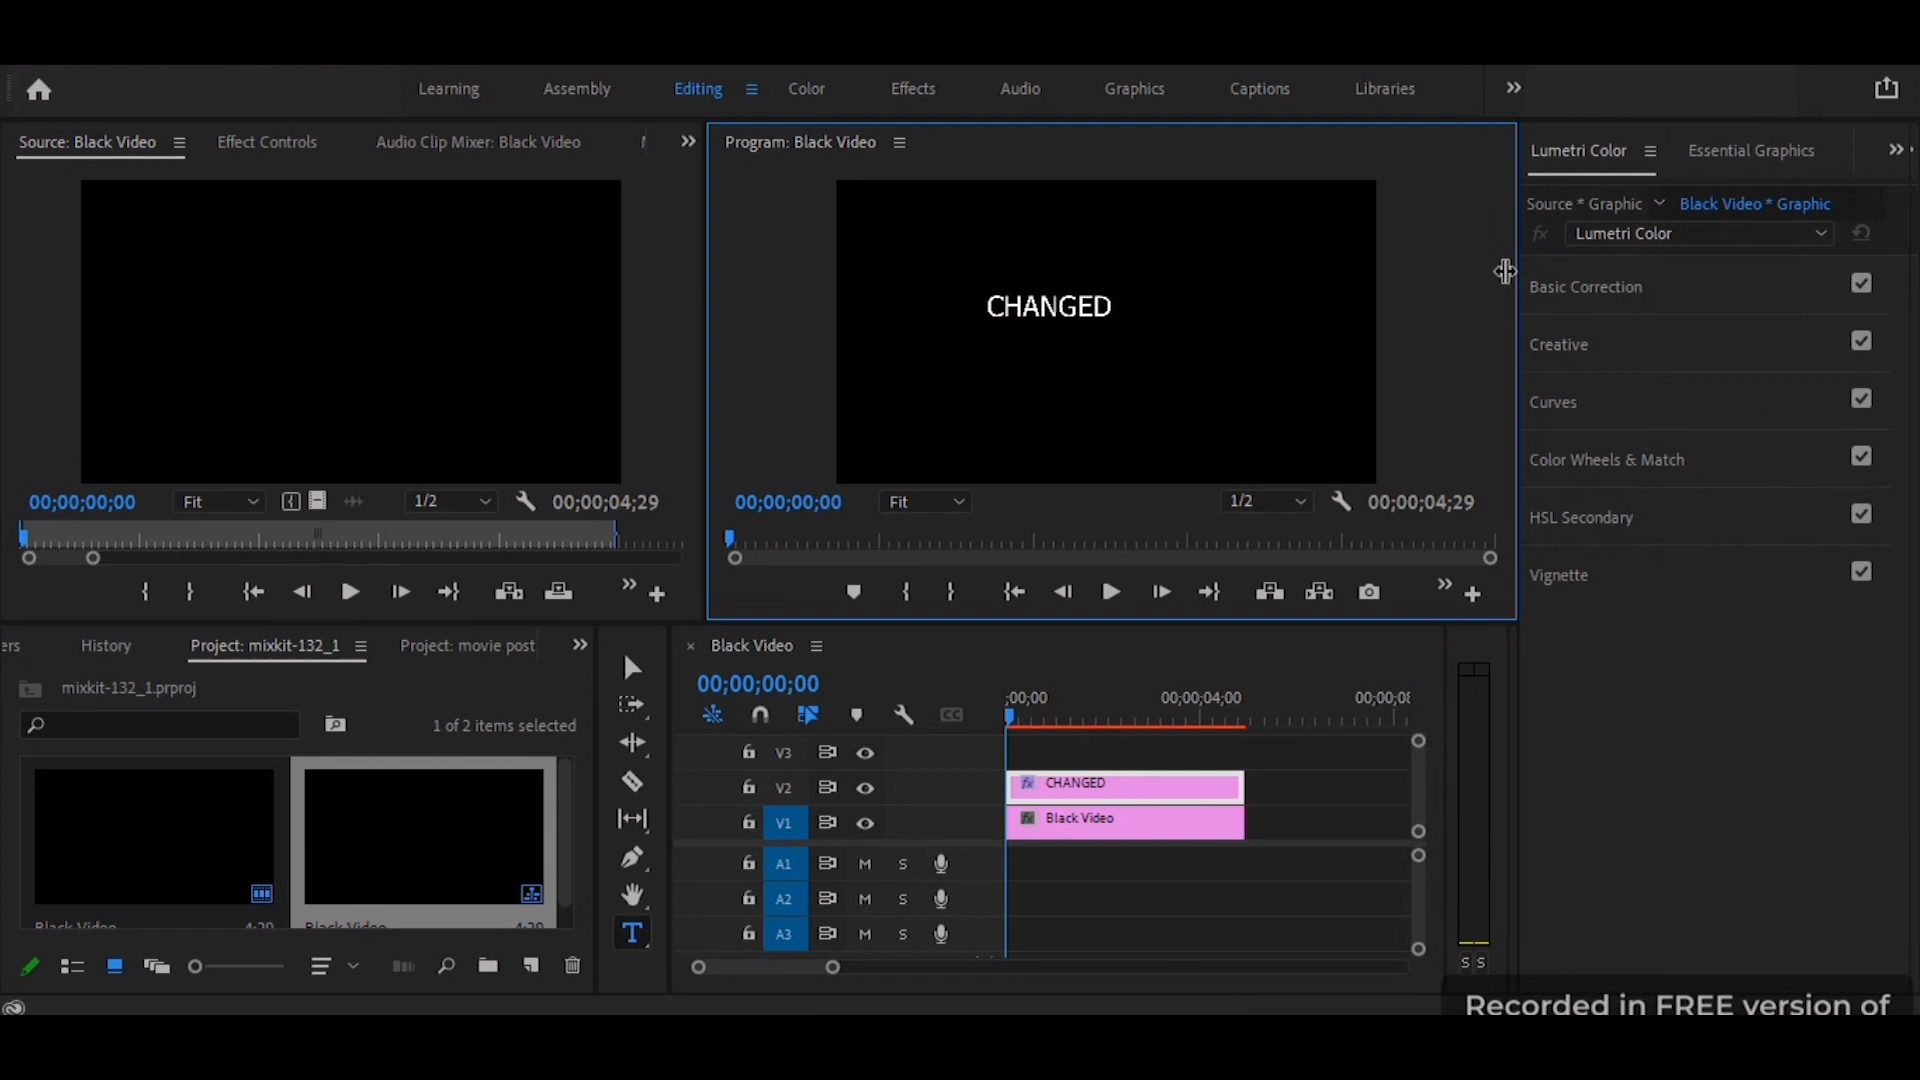 Learning Assembly Editing Color Effects Audio Graphics Captions Libraries
Source: Black Video Effect Controls Audio Clip Mixer: Black Video
Program: Black Video
Lumetri Color Essential Graphics
Source * Graphic Black Video * Graphic
fx Lumetri Color
Basic Correction
Creative
Curves
Color Wheels & Match
HSL Secondary
Vignette
CHANGED
00;00;00;00 Fit 1/2 00;00;04;29
00;00;00;00 Fit 1/2 00;00;04;29
ers History Project: mixkit-132_1 Project: movie post
mixkit-132_1.prproj
1 of 2 items selected
Black Video 4;29
Black Video 4;29
× Black Video
00;00;00;00
;00;00 00;00;04;00 00;00;08
V3
V2 fx CHANGED
V1 fx Black Video
A1 M S
A2 M S
A3 M S
S S
T
Recorded in FREE version of